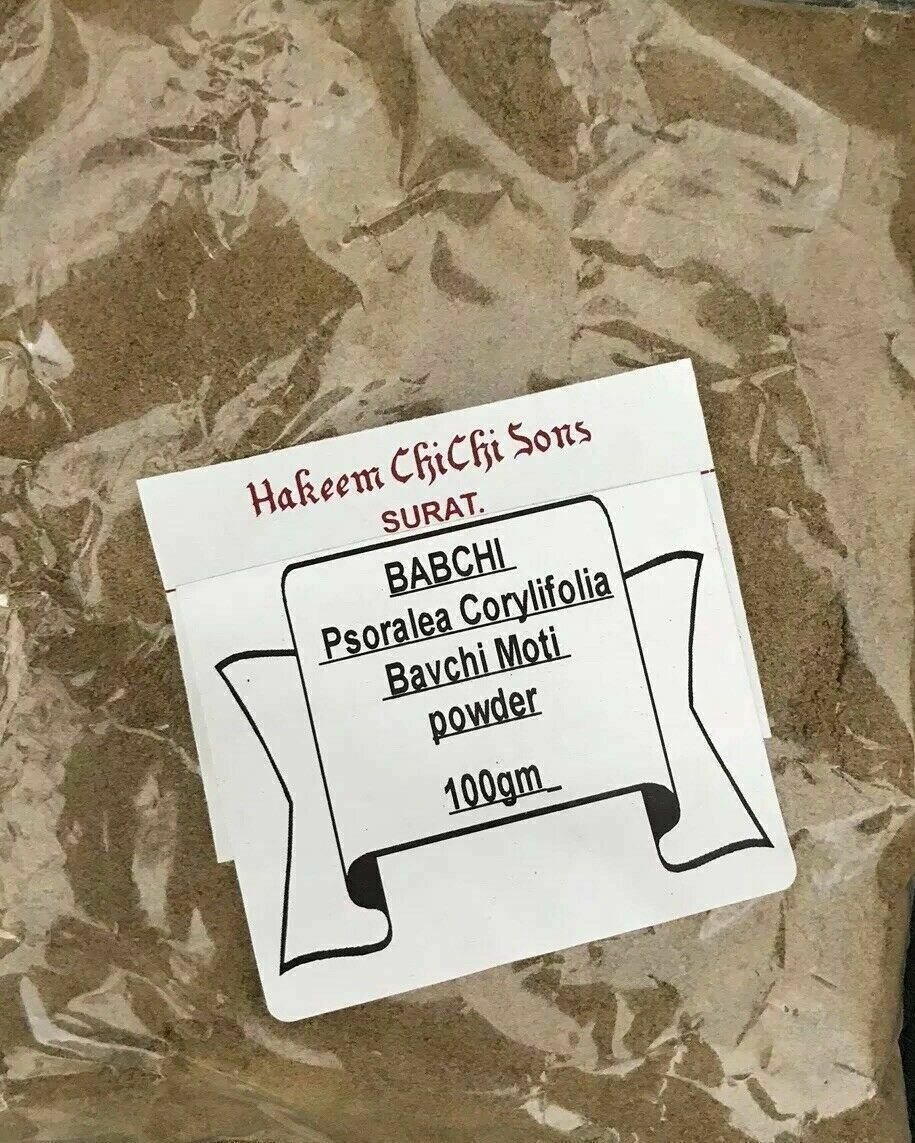 Hakeem ChiChi Sons
SURAT.
BABCHI
Psoralea Corylifolia
Bavchi Moti
powder
100gm